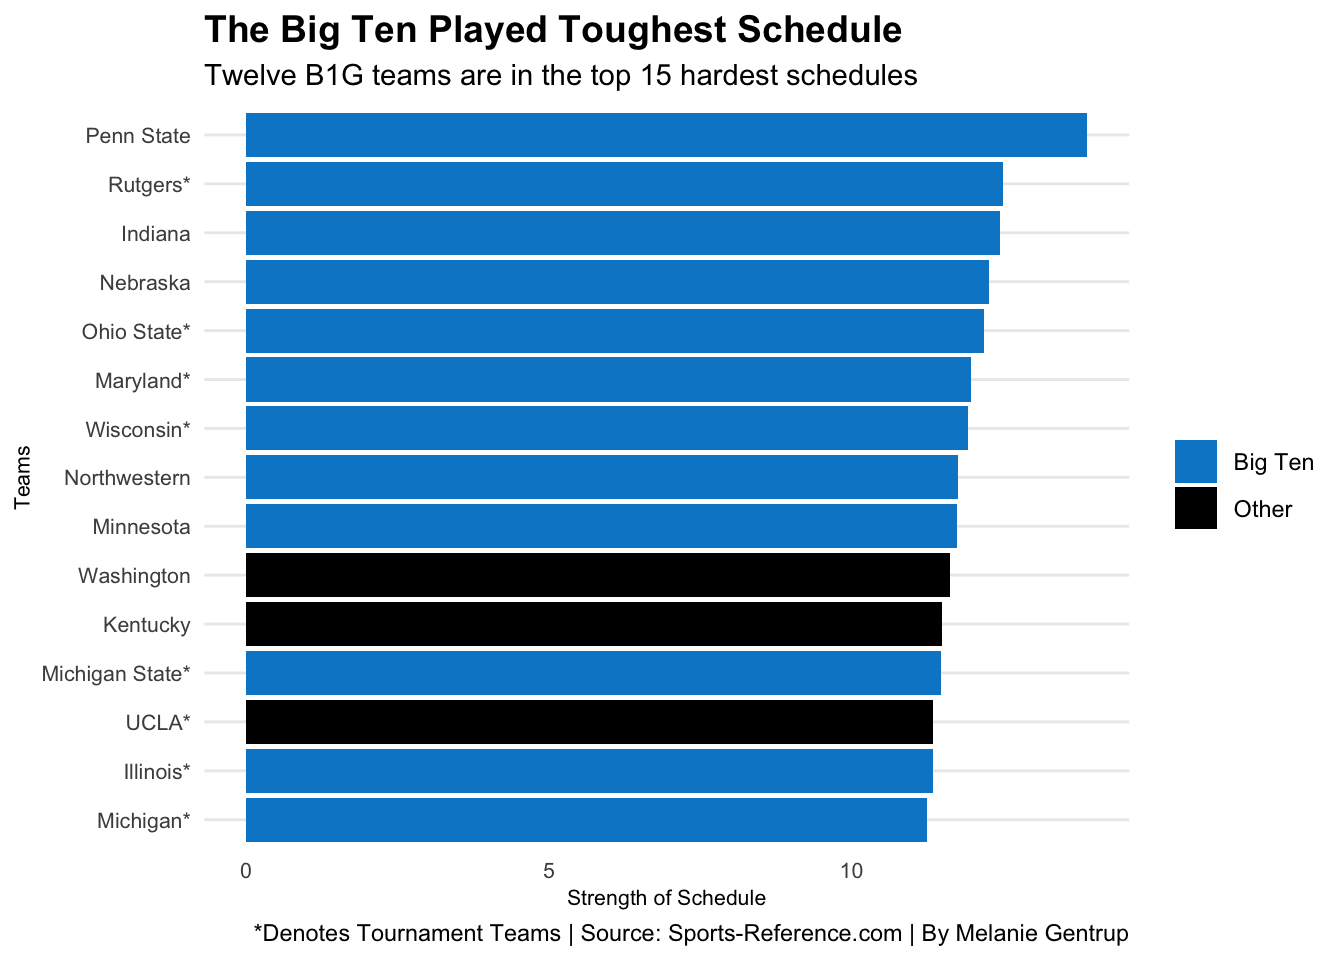 The Big Ten Played Toughest Schedule
Twelve B1G teams are in the top 15 hardest schedules
Penn State
Rutgers*
Indiana
Nebraska
Ohio State*
Maryland*
Wisconsin*
Northwestern
Minnesota
Washington
Kentucky
Michigan State*
UCLA*
Illinois*
Michigan*
Teams
Big Ten
Other
0 5 10
Strength of Schedule
*Denotes Tournament Teams | Source: Sports-Reference.com | By Melanie Gentrup